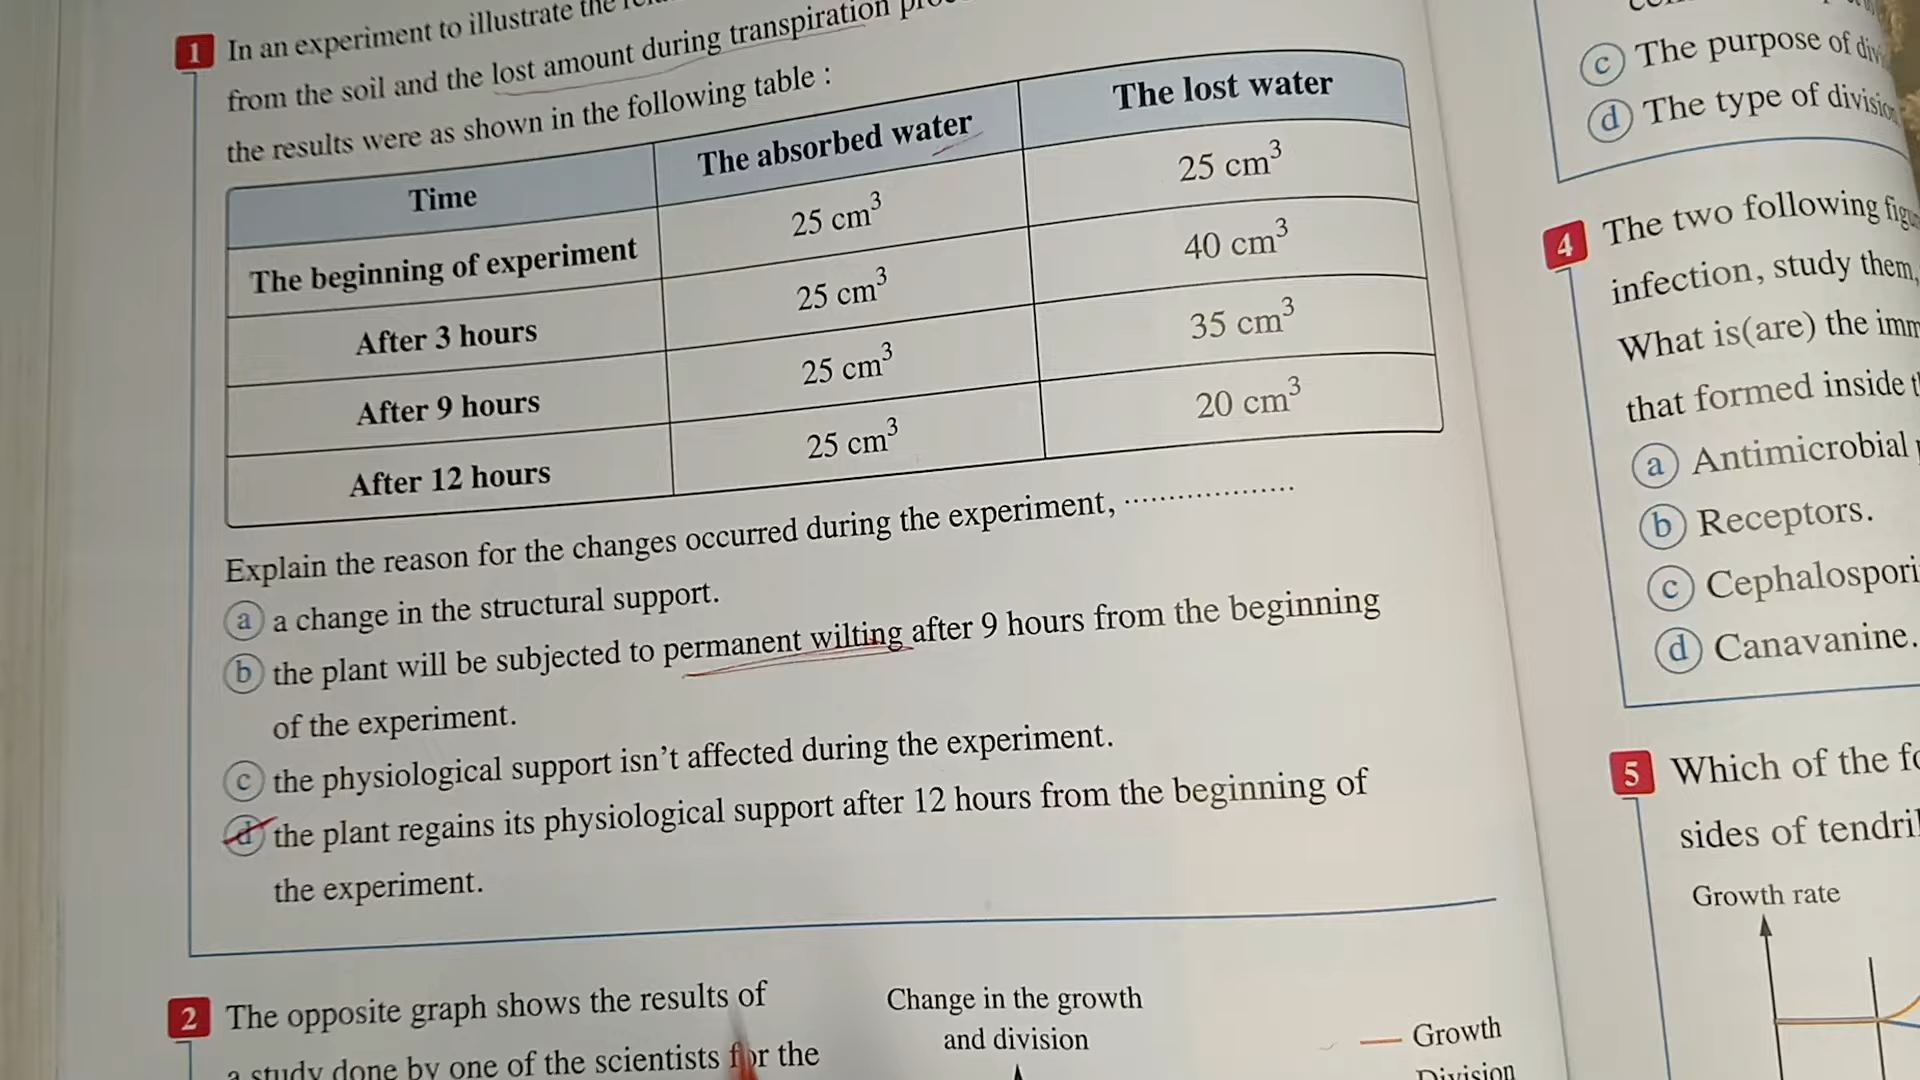 1 In an experiment to illustrate the
from the soil and the lost amount during transpiration
the results were as shown in the following table :
Time The absorbed water The lost water
The beginning of experiment 25 cm³ 25 cm³
After 3 hours 25 cm³ 40 cm³
After 9 hours 25 cm³ 35 cm³
After 12 hours 25 cm³ 20 cm³
Explain the reason for the changes occurred during the experiment, ...................
a a change in the structural support.
b the plant will be subjected to permanent wilting after 9 hours from the beginning
of the experiment.
c the physiological support isn't affected during the experiment.
d the plant regains its physiological support after 12 hours from the beginning of
the experiment.
2 The opposite graph shows the results of
a study done by one of the scientists for the
Change in the growth
and division
Growth
Division
c The purpose of
d The type of division
4 The two following
infection, study them,
What is(are) the
that formed inside
a Antimicrobial
b Receptors.
c
d Canavanine.
5 Which of the
sides of
Growth rate